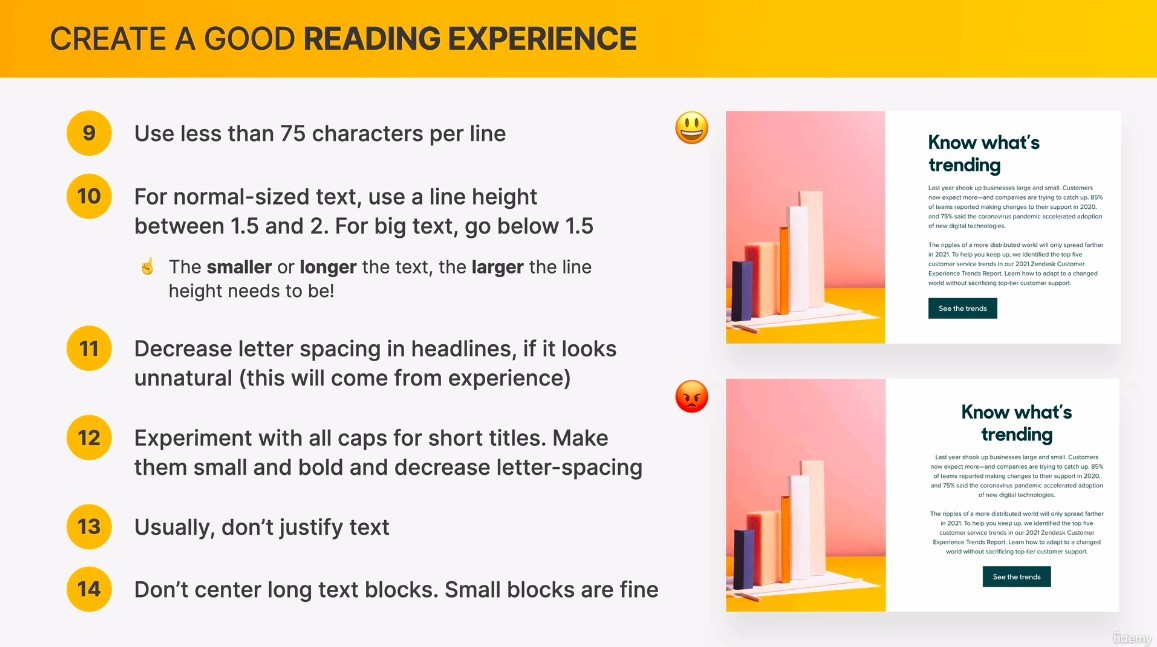 CREATE A GOOD READING EXPERIENCE
9
Use less than 75 characters per line
10
For normal-sized text, use a line height
between 1.5 and 2. For big text, go below 1.5
The smaller or longer the text, the larger the line
height needs to be!
11
Decrease letter spacing in headlines, if it looks
unnatural (this will come from experience)
12
Experiment with all caps for short titles. Make
them small and bold and decrease letter-spacing
13
Usually, don’t justify text
14
Don’t center long text blocks. Small blocks are fine
Know what’s
trending
Last year shook up businesses large and small. Customers
now expect more—and companies are trying to catch up. 85%
of teams reported making changes to their support in 2020,
and 75% said the coronavirus pandemic accelerated adoption
of new digital technologies.
The ripples of a more distributed world will only spread farther
in 2021. To help you keep up, we identified the top five
customer service trends in our 2021 Zendesk Customer
Experience Trends Report. Learn how to adapt to a changed
world without sacrificing top-tier customer support.
See the trends
Know what’s
trending
Last year shook up businesses large and small. Customers
now expect more—and companies are trying to catch up. 85%
of teams reported making changes to their support in 2020,
and 75% said the coronavirus pandemic accelerated adoption
of new digital technologies.
The ripples of a more distributed world will only spread farther
in 2021. To help you keep up, we identified the top five
customer service trends in our 2021 Zendesk Customer
Experience Trends Report. Learn how to adapt to a changed
world without sacrificing top-tier customer support.
See the trends
ûdemy